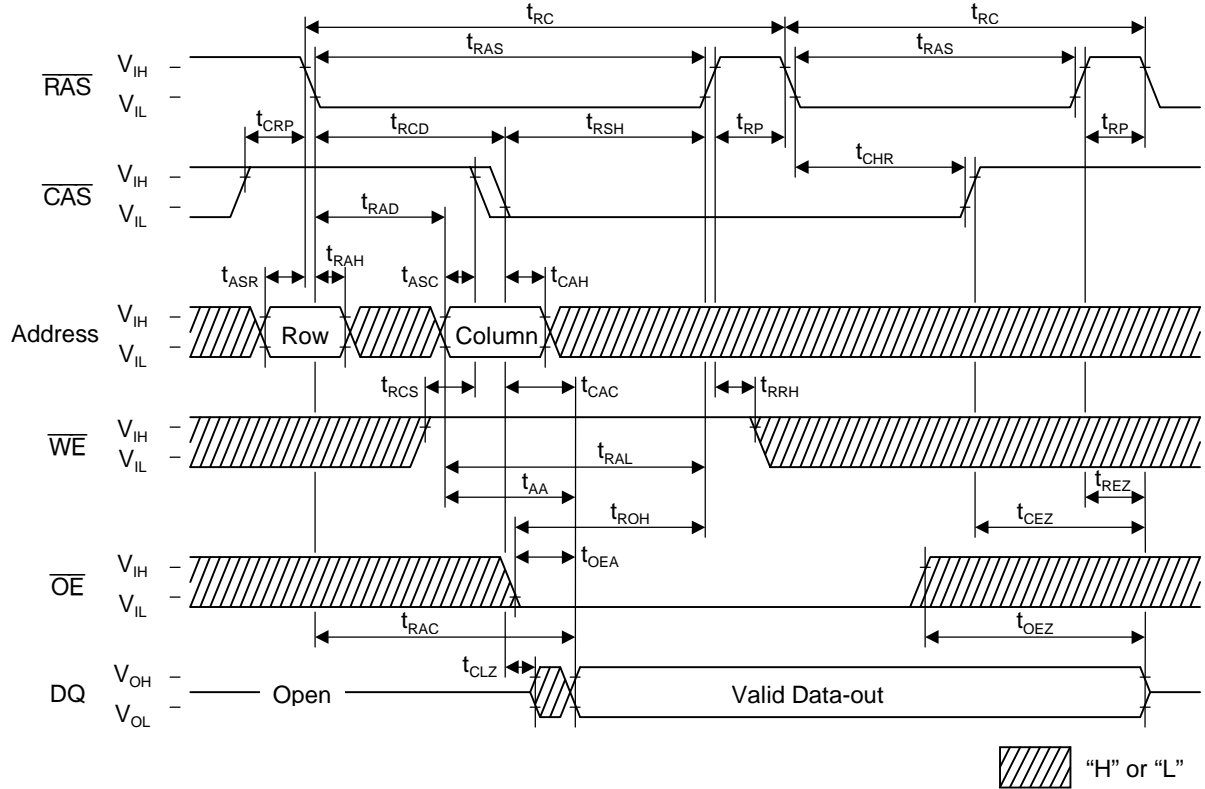 tRC tRC
tRAS tRAS
RAS VIH
VIL
tCRP tRCD tRSH tRP tRP
tCHR
CAS VIH
VIL
tRAD
tRAH
tASR tASC tCAH
Address VIH
VIL
Row Column
tRCS tCAC tRRH
WE VIH
VIL
tRAL
tAA tREZ
tROH tCEZ
OE VIH
VIL
tOEA
tRAC tOEZ
tCLZ
DQ VOH
VOL
Open Valid Data-out
“H” or “L”